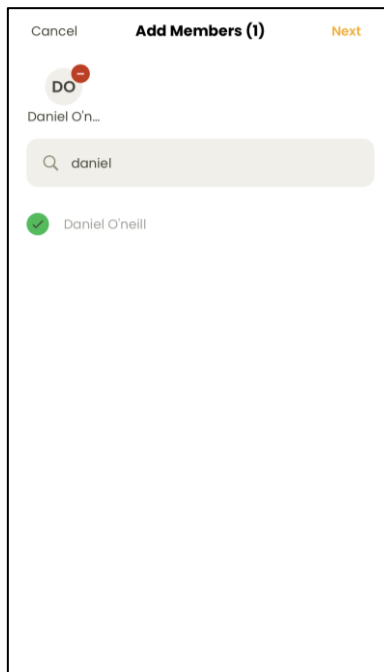 Cancel Add Members (1) Next
DO
Daniel O'n...
daniel
Daniel O'neill